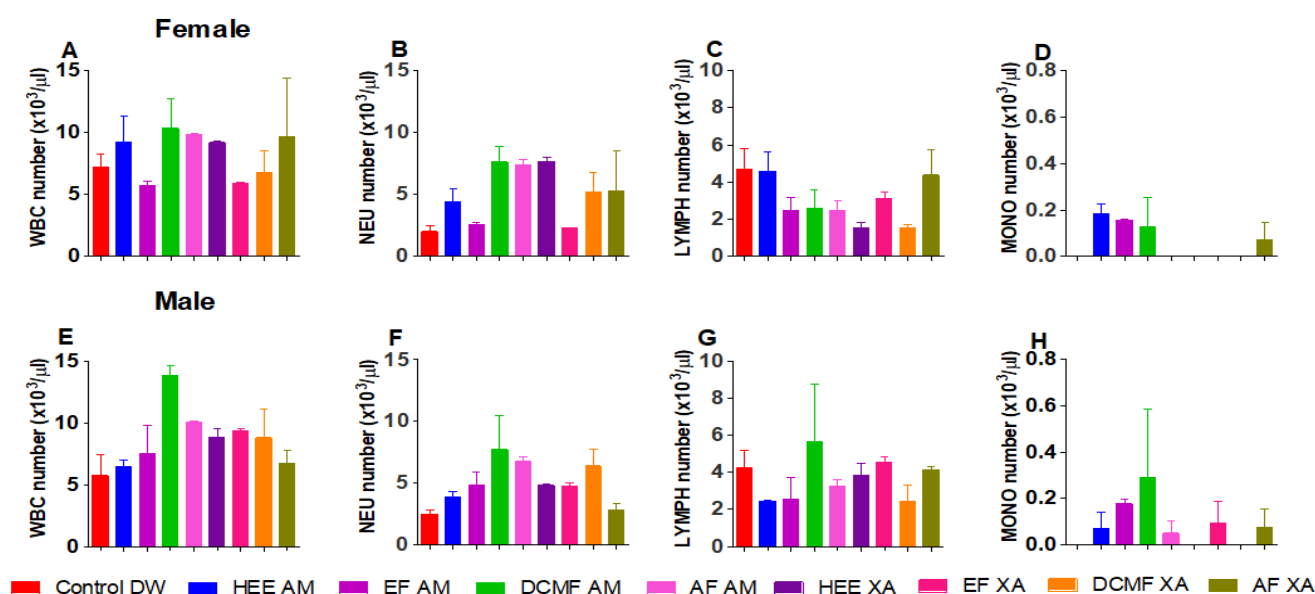 Female
A
B
C
D
WBC number (x10³/µl)
15
10
5
0
NEU number (x10³/µl)
15
10
5
0
LYMPH number (x10³/µl)
10
8
6
4
2
0
MONO number (x10³/µl)
0.8
0.6
0.4
0.2
0.0
Male
E
F
G
H
WBC number (x10³/µl)
15
10
5
0
NEU number (x10³/µl)
15
10
5
0
LYMPH number (x10³/µl)
10
8
6
4
2
0
MONO number (x10³/µl)
0.8
0.6
0.4
0.2
0.0
Control DW HEE AM EF AM DCMF AM AF AM HEE XA EF XA DCMF XA AF XA